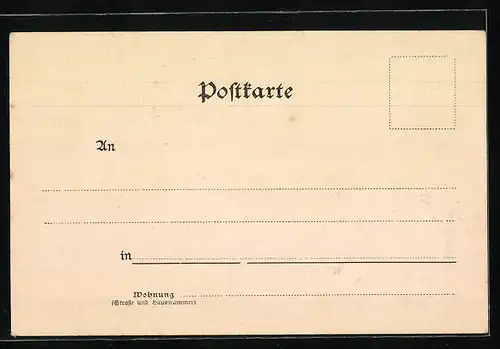 Poſtkarte
An
in
Wohnung
(Straße und Hausnummer)